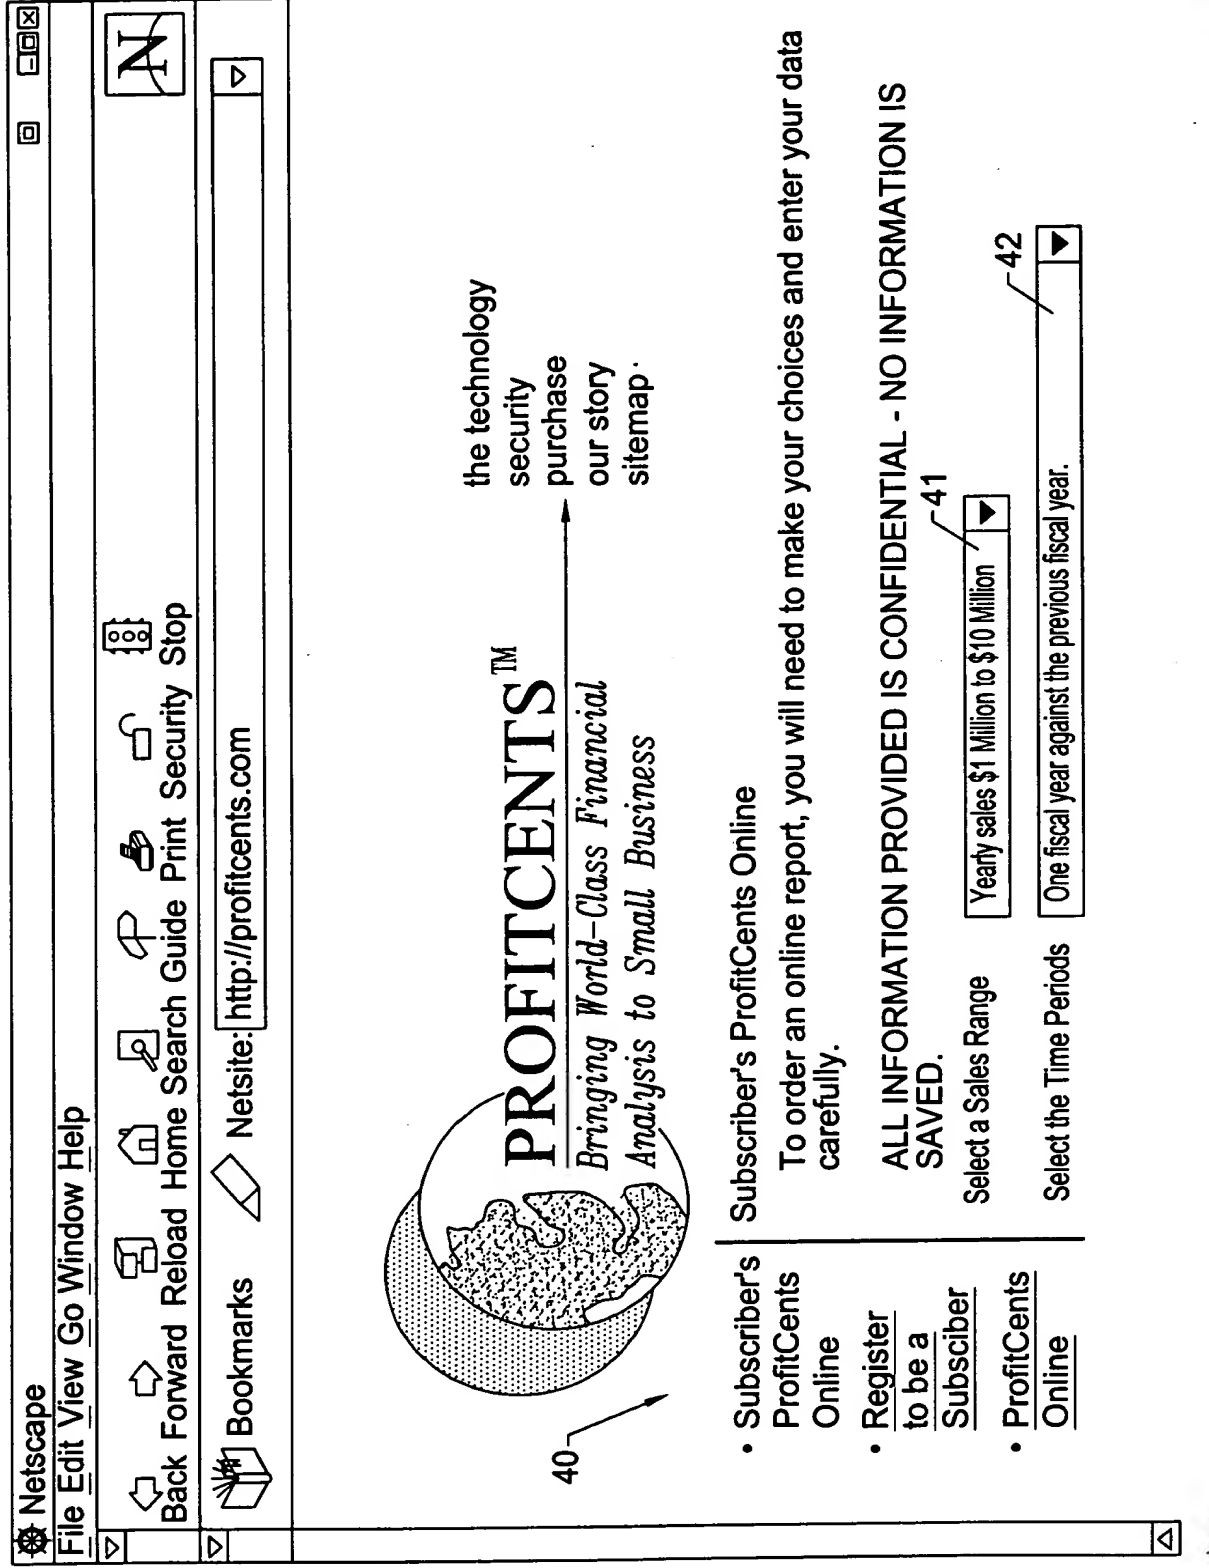 Netscape
File Edit View Go Window Help
N
Back Forward Reload Home Search Guide Print Security Stop
Bookmarks Netsite: http://profitcents.com
40
PROFITCENTS™
Bringing World-Class Financial
Analysis to Small Business
the technology
security
purchase
our story
sitemap
• Subscriber's
ProfitCents
Online
• Register
to be a
Subsciber
• ProfitCents
Online
Subscriber's ProfitCents Online
To order an online report, you will need to make your choices and enter your data
carefully.
ALL INFORMATION PROVIDED IS CONFIDENTIAL - NO INFORMATION IS
SAVED.
41
Select a Sales Range Yearly sales $1 Million to $10 Million
42
Select the Time Periods One fiscal year against the previous fiscal year.